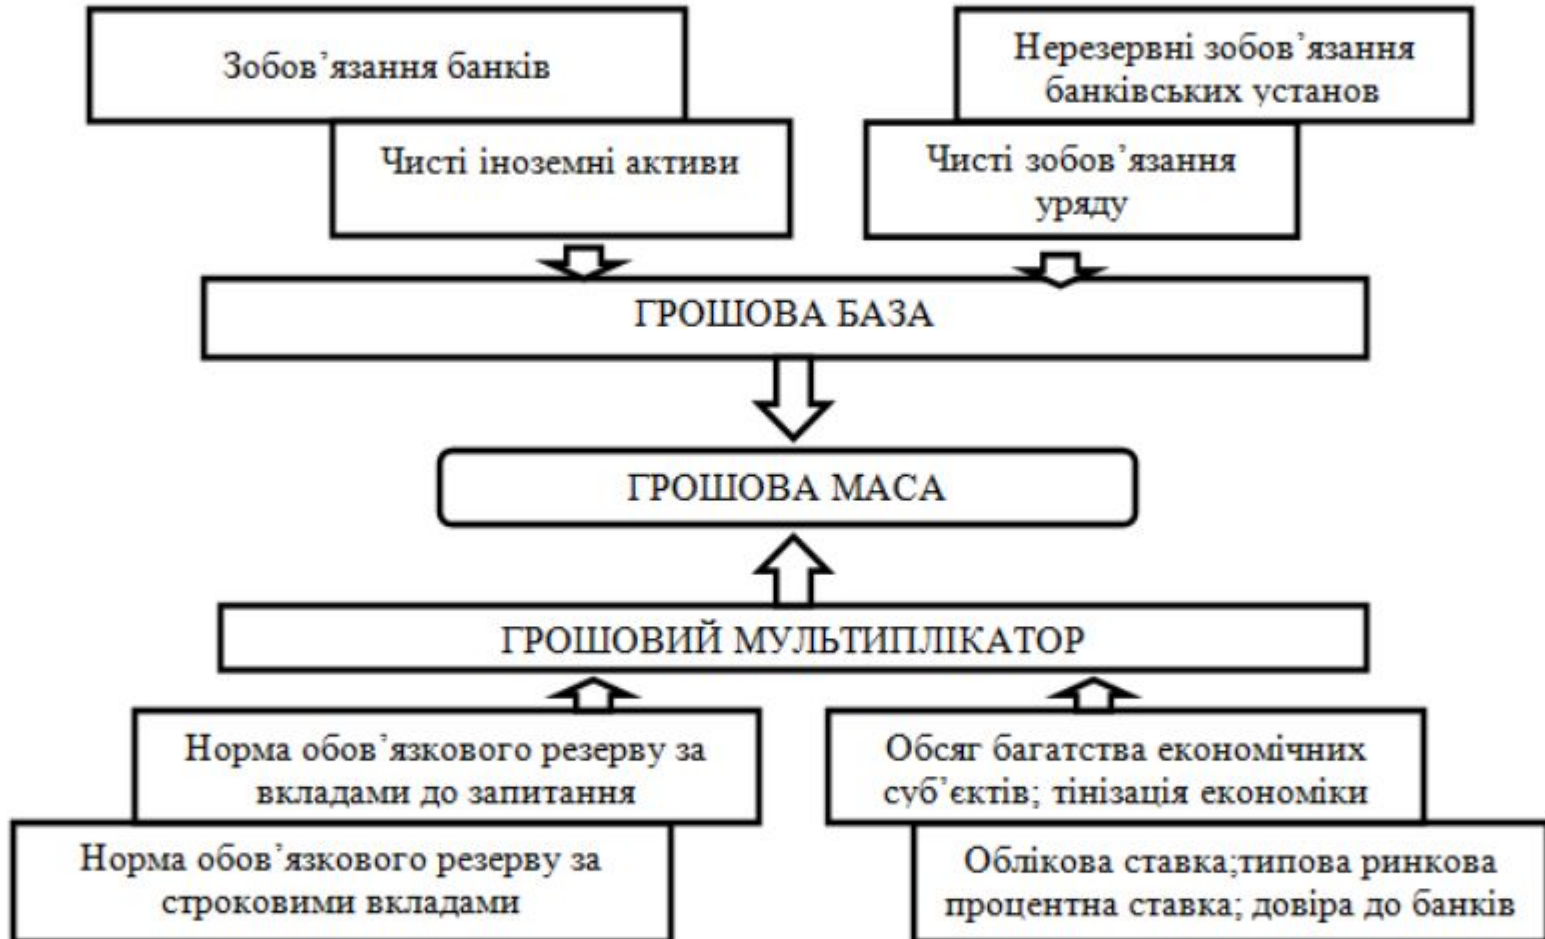 Зобов’язання банків
Нерезервні зобов’язання
банківських установ
Чисті іноземні активи
Чисті зобов’язання
уряду
ГРОШОВА БАЗА
ГРОШОВА МАСА
ГРОШОВИЙ МУЛЬТИПЛІКАТОР
Норма обов’язкового резерву за
вкладами до запитання
Обсяг багатства економічних
суб’єктів; тінізація економіки
Норма обов’язкового резерву за
строковими вкладами
Облікова ставка;типова ринкова
процентна ставка; довіра до банків